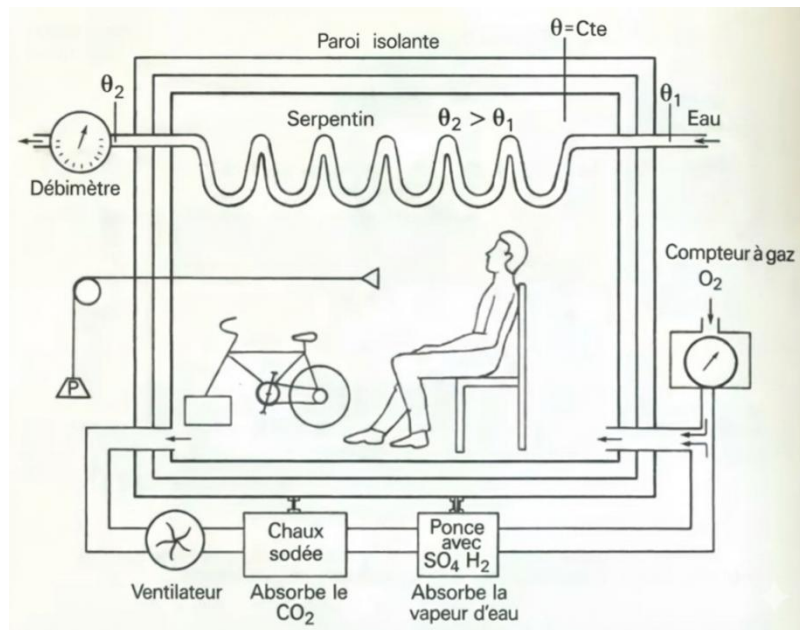 θ=Cte
Paroi isolante
θ₂
θ₁
Serpentin
θ₂ > θ₁
Eau
Débimètre
Compteur à gaz
O₂
P
Chaux
sodée
Ponce
avec
SO₄ H₂
Ventilateur
Absorbe le
CO₂
Absorbe la
vapeur d'eau